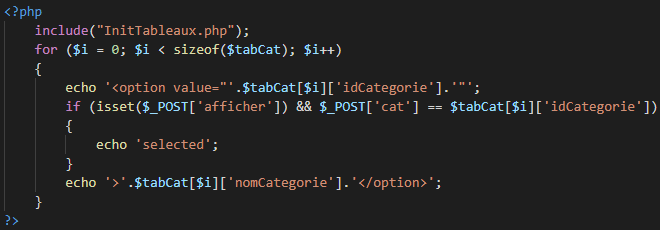 <?php
    include("InitTableaux.php");
    for ($i = 0; $i < sizeof($tabCat); $i++)
    {
        echo '<option value="'.$tabCat[$i]['idCategorie'].'"';
        if (isset($_POST['afficher']) && $_POST['cat'] == $tabCat[$i]['idCategorie'])
        {
            echo 'selected';
        }
        echo '>'.$tabCat[$i]['nomCategorie'].'</option>';
    }
?>